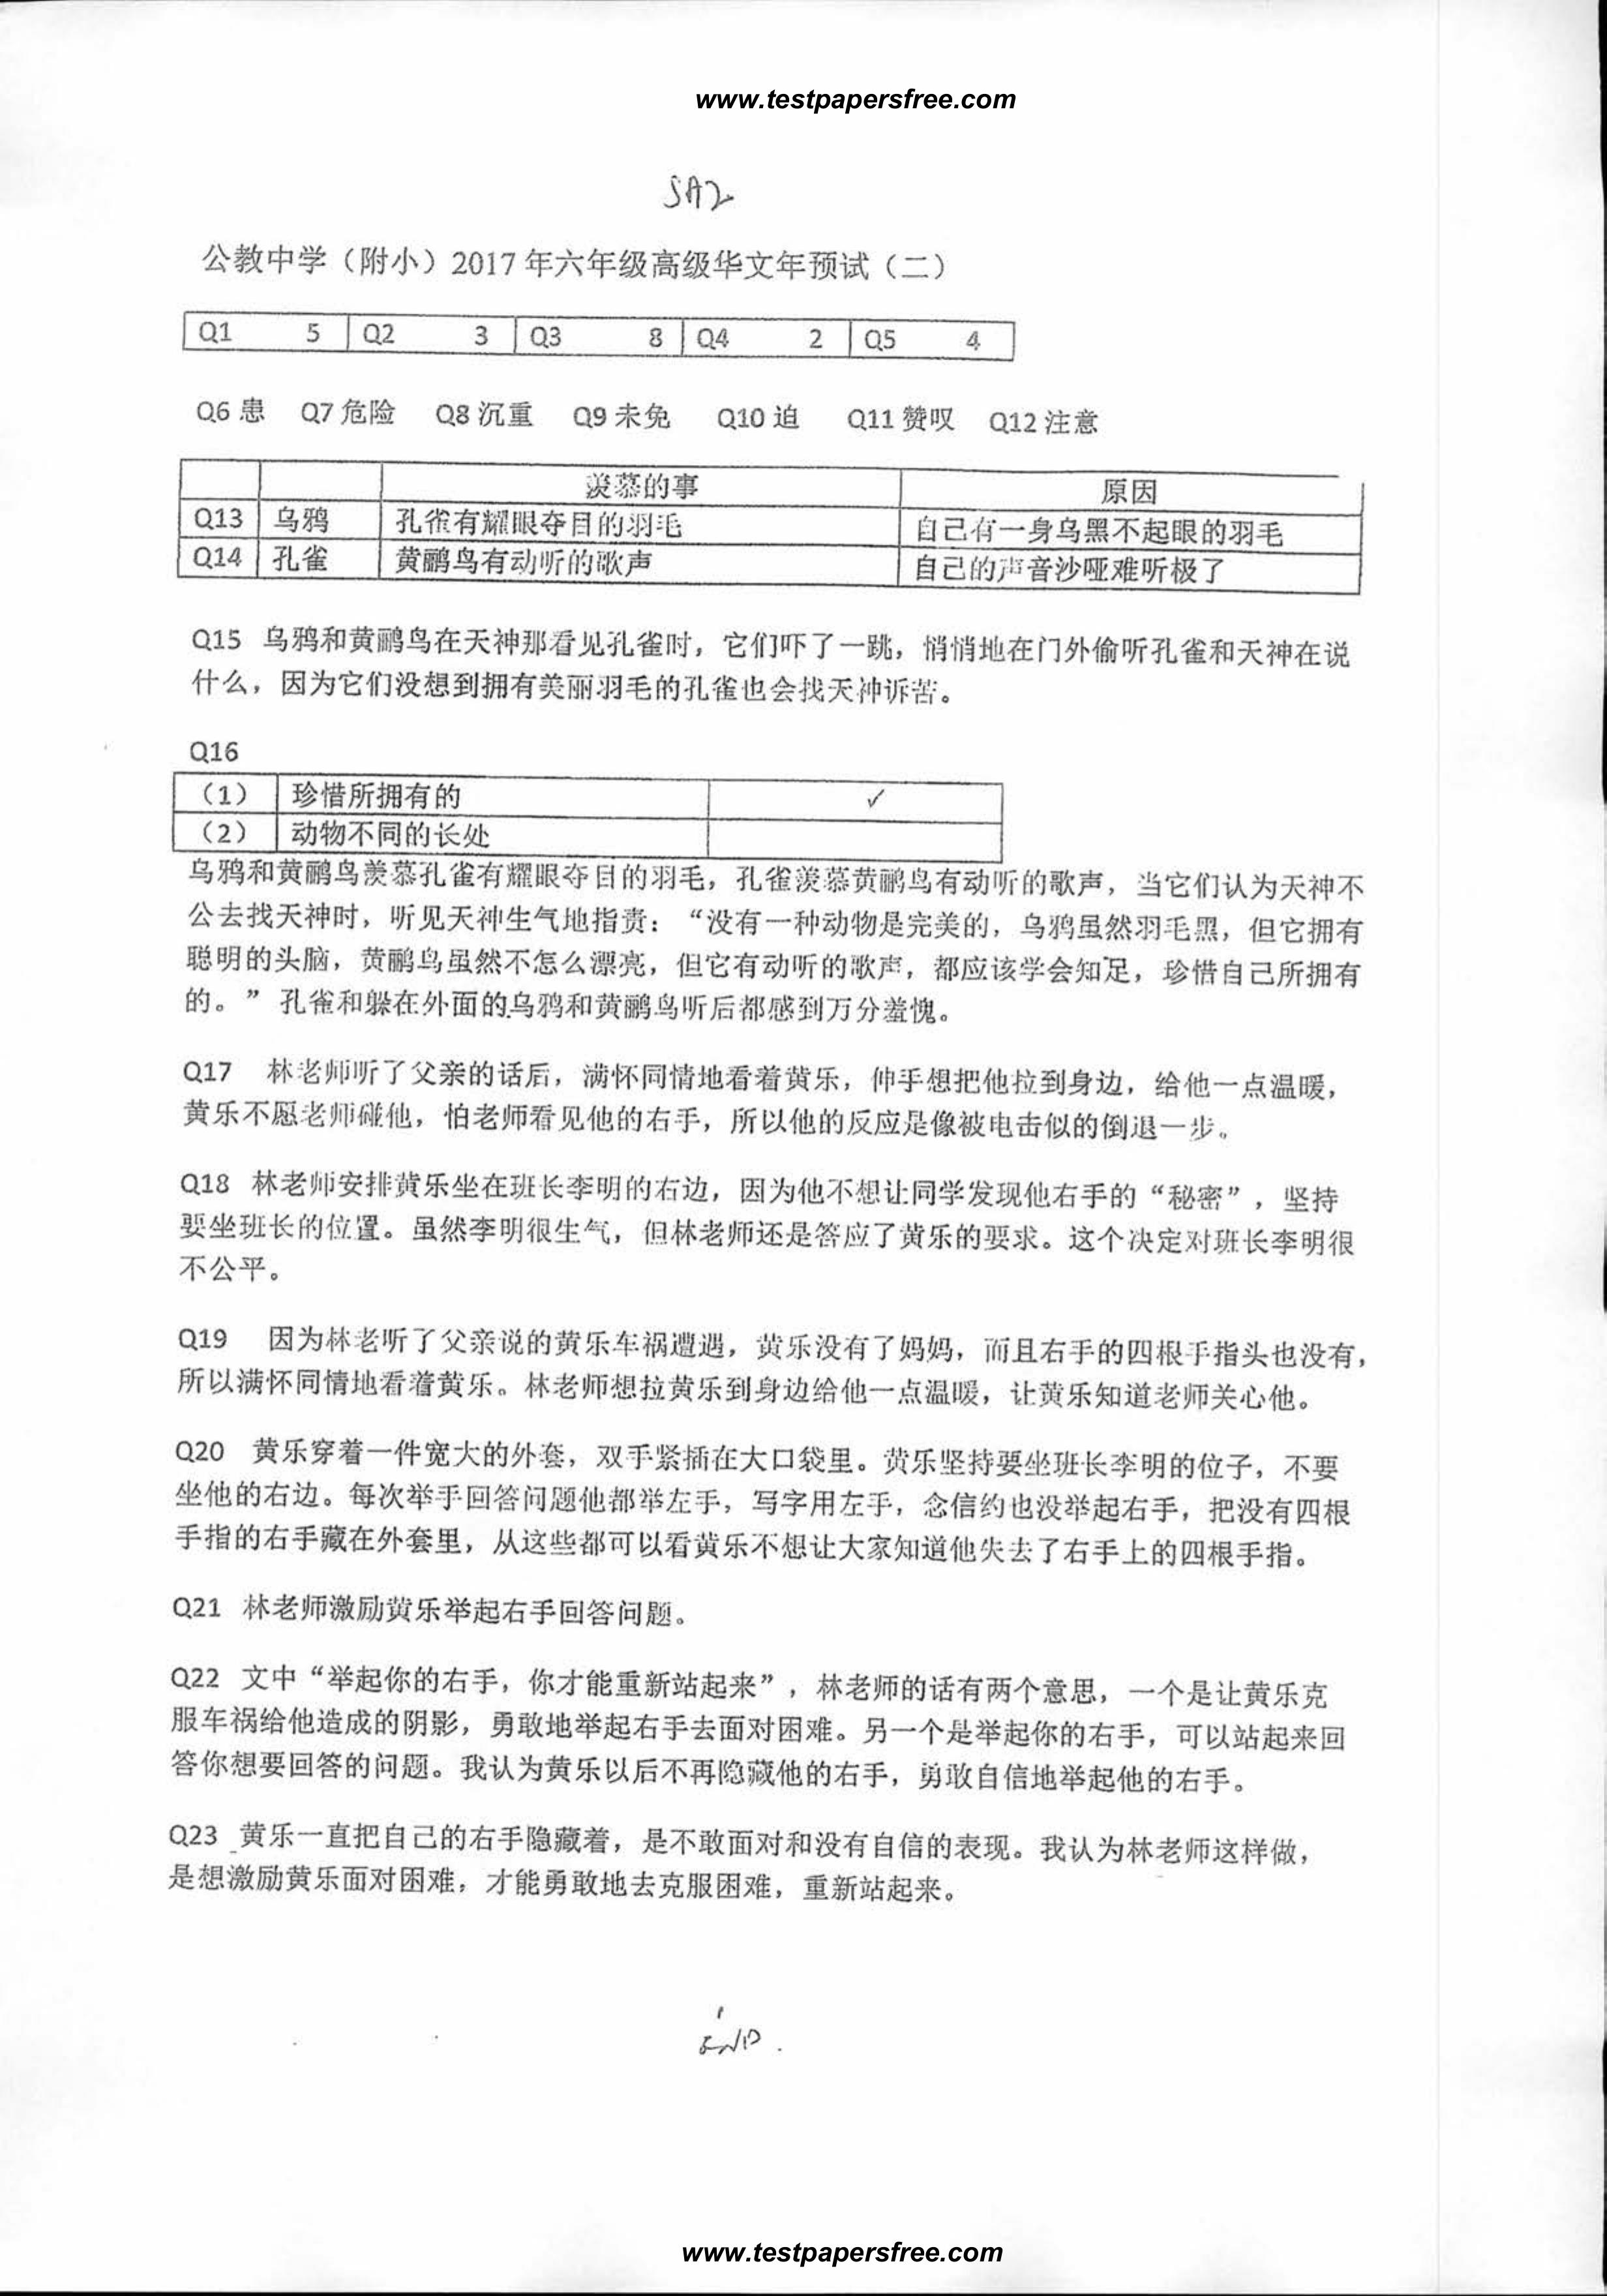 www.testpapersfree.com
SA2
公教中学（附小）2017年六年级高级华文年预试（二）
Q1 5 Q2 3 Q3 8 Q4 2 Q5 4
Q6患 Q7危险 Q8沉重 Q9未免 Q10迫 Q11赞叹 Q12注意
羡慕的事 原因
Q13 乌鸦 孔雀有耀眼夺目的羽毛 自己有一身乌黑不起眼的羽毛
Q14 孔雀 黄鹂鸟有动听的歌声 自己的声音沙哑难听极了
Q15 乌鸦和黄鹂鸟在天神那看见孔雀时，它们吓了一跳，悄悄地在门外偷听孔雀和天神在说
什么，因为它们没想到拥有美丽羽毛的孔雀也会找天神诉苦。
Q16
（1） 珍惜所拥有的 ✓
（2） 动物不同的长处
乌鸦和黄鹂鸟羡慕孔雀有耀眼夺目的羽毛，孔雀羡慕黄鹂鸟有动听的歌声，当它们认为天神不
公去找天神时，听见天神生气地指责：“没有一种动物是完美的，乌鸦虽然羽毛黑，但它拥有
聪明的头脑，黄鹂鸟虽然不怎么漂亮，但它有动听的歌声，都应该学会知足，珍惜自己所拥有
的。”孔雀和躲在外面的乌鸦和黄鹂鸟听后都感到万分羞愧。
Q17 林老师听了父亲的话后，满怀同情地看着黄乐，伸手想把他拉到身边，给他一点温暖，
黄乐不愿老师碰他，怕老师看见他的右手，所以他的反应是像被电击似的倒退一步。
Q18 林老师安排黄乐坐在班长李明的右边，因为他不想让同学发现他右手的“秘密”，坚持
要坐班长的位置。虽然李明很生气，但林老师还是答应了黄乐的要求。这个决定对班长李明很
不公平。
Q19 因为林老听了父亲说的黄乐车祸遭遇，黄乐没有了妈妈，而且右手的四根手指头也没有，
所以满怀同情地看着黄乐。林老师想拉黄乐到身边给他一点温暖，让黄乐知道老师关心他。
Q20 黄乐穿着一件宽大的外套，双手紧插在大口袋里。黄乐坚持要坐班长李明的位子，不要
坐他的右边。每次举手回答问题他都举左手，写字用左手，念信约也没举起右手，把没有四根
手指的右手藏在外套里，从这些都可以看黄乐不想让大家知道他失去了右手上的四根手指。
Q21 林老师激励黄乐举起右手回答问题。
Q22 文中“举起你的右手，你才能重新站起来”，林老师的话有两个意思，一个是让黄乐克
服车祸给他造成的阴影，勇敢地举起右手去面对困难。另一个是举起你的右手，可以站起来回
答你想要回答的问题。我认为黄乐以后不再隐藏他的右手，勇敢自信地举起他的右手。
Q23 黄乐一直把自己的右手隐藏着，是不敢面对和没有自信的表现。我认为林老师这样做，
是想激励黄乐面对困难，才能勇敢地去克服困难，重新站起来。
END.
www.testpapersfree.com